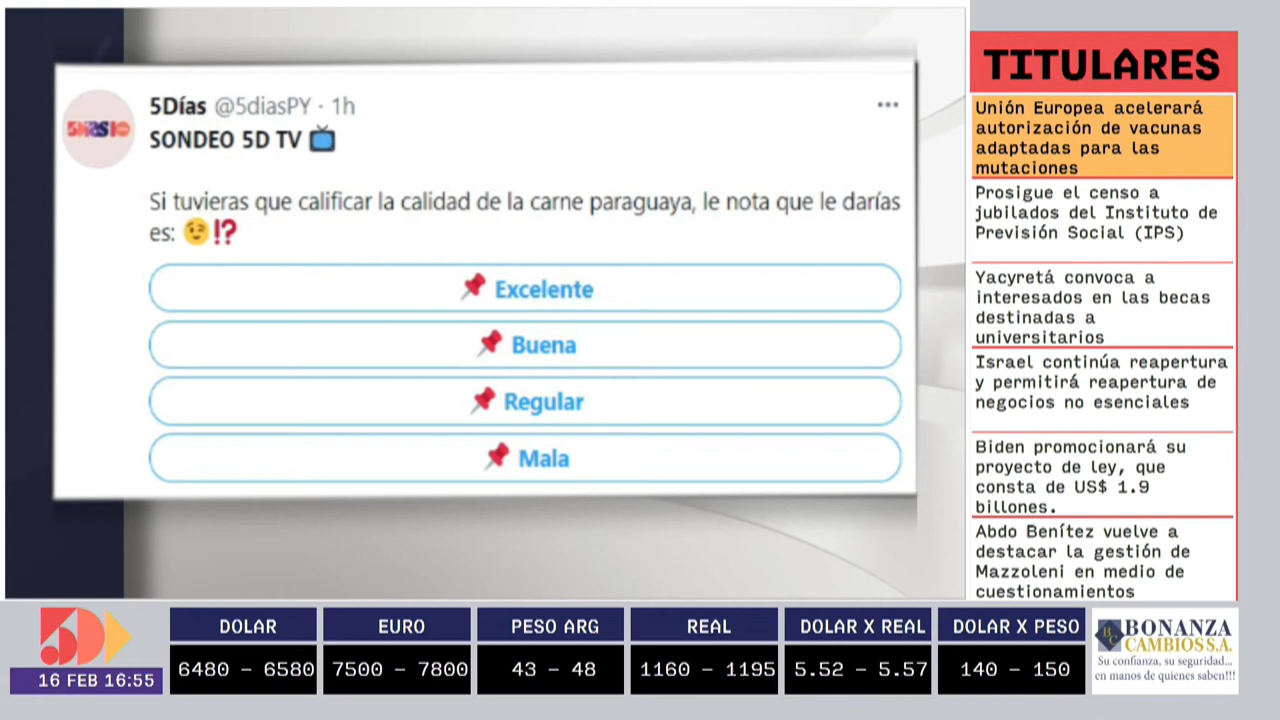 5Días @5diasPY · 1h
SONDEO 5D TV 📺
Si tuvieras que calificar la calidad de la carne paraguaya, le nota que le darías
es: 😉⁉️
📌 Excelente
📌 Buena
📌 Regular
📌 Mala
TITULARES
Unión Europea acelerará
autorización de vacunas
adaptadas para las
mutaciones
Prosigue el censo a
jubilados del Instituto de
Previsión Social (IPS)
Yacyretá convoca a
interesados en las becas
destinadas a
universitarios
Israel continúa reapertura
y permitirá reapertura de
negocios no esenciales
Biden promocionará su
proyecto de ley, que
consta de US$ 1.9
billones.
Abdo Benítez vuelve a
destacar la gestión de
Mazzoleni en medio de
cuestionamientos
5D
16 FEB 16:55
DOLAR
6480 - 6580
EURO
7500 - 7800
PESO ARG
43 - 48
REAL
1160 - 1195
DOLAR X REAL
5.52 - 5.57
DOLAR X PESO
140 - 150
BC
BONANZA
CAMBIOS S.A.
Su confianza, su seguridad...
en manos de quienes saben!!!